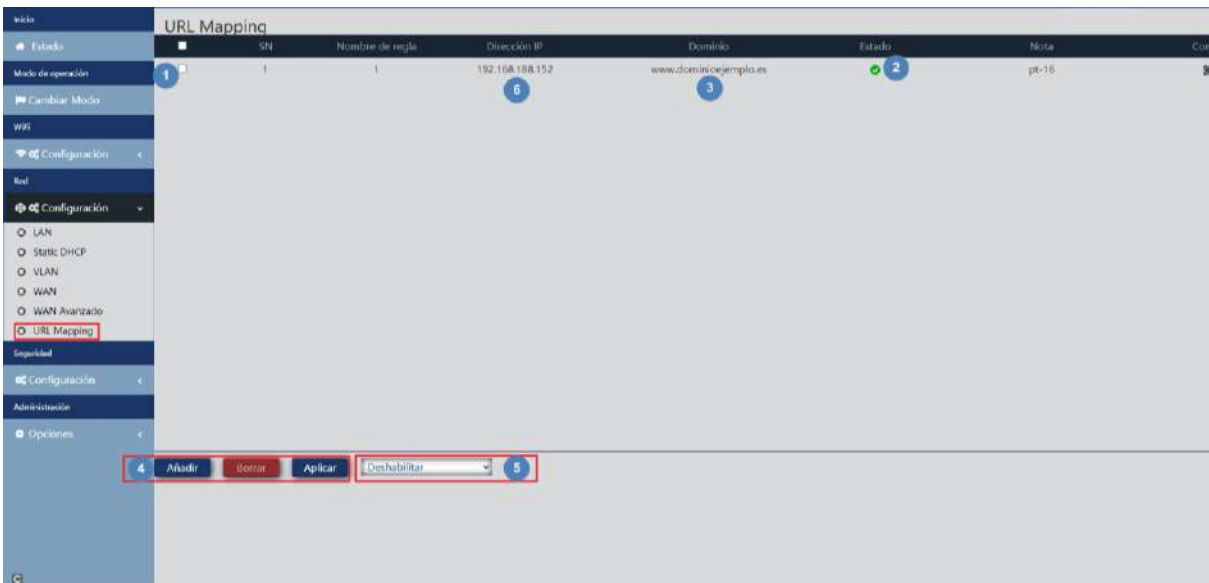 Inicio
Estado
Modo de operación
Cambiar Modo
WiFi
Configuración
Red
Configuración
LAN
Static DHCP
VLAN
WAN
WAN Avanzado
URL Mapping
Seguridad
Configuración
Administración
Opciones
URL Mapping
SN Nombre de regla Dirección IP Dominio Estado Nota
1 1 1 192.168.188.152 www.dominioejemplo.es 2 pt-16
6 3
4 Añadir Borrar Aplicar Deshabilitar 5